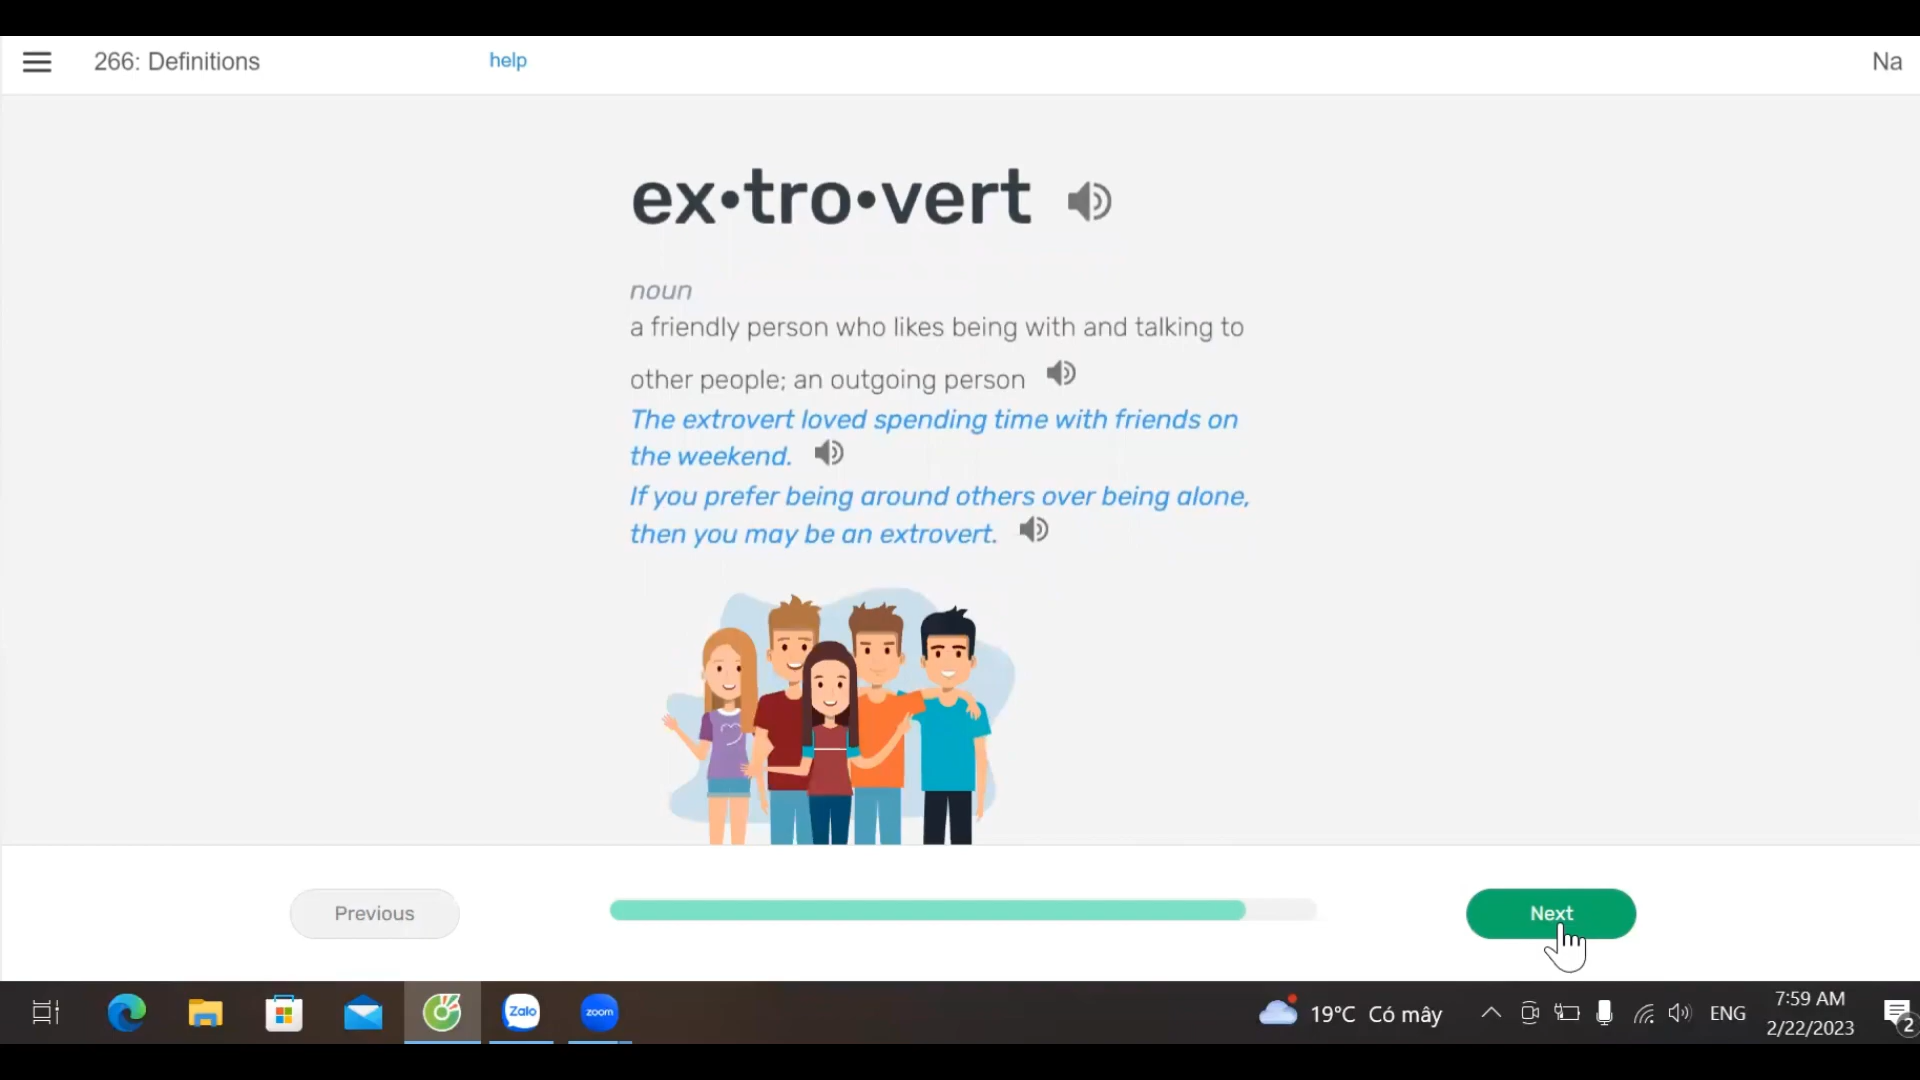 266: Definitions
help
Na
ex•tro•vert
noun
a friendly person who likes being with and talking to
other people; an outgoing person
The extrovert loved spending time with friends on
the weekend.
If you prefer being around others over being alone,
then you may be an extrovert.
Previous
Next
Zalo
zoom
19°C Có mây
ENG
7:59 AM
2/22/2023
2